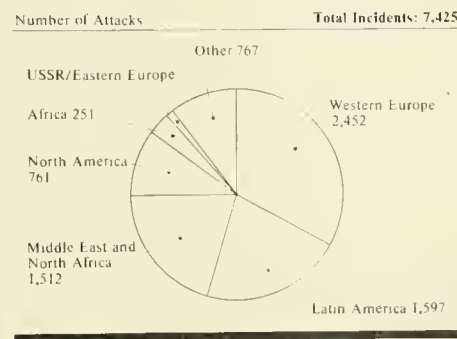 Number of Attacks
Total Incidents: 7,425
Other 767
USSR/Eastern Europe
Western Europe
2,452
Africa 251
North America
761
Middle East and
North Africa
1,512
Latin America 1,597